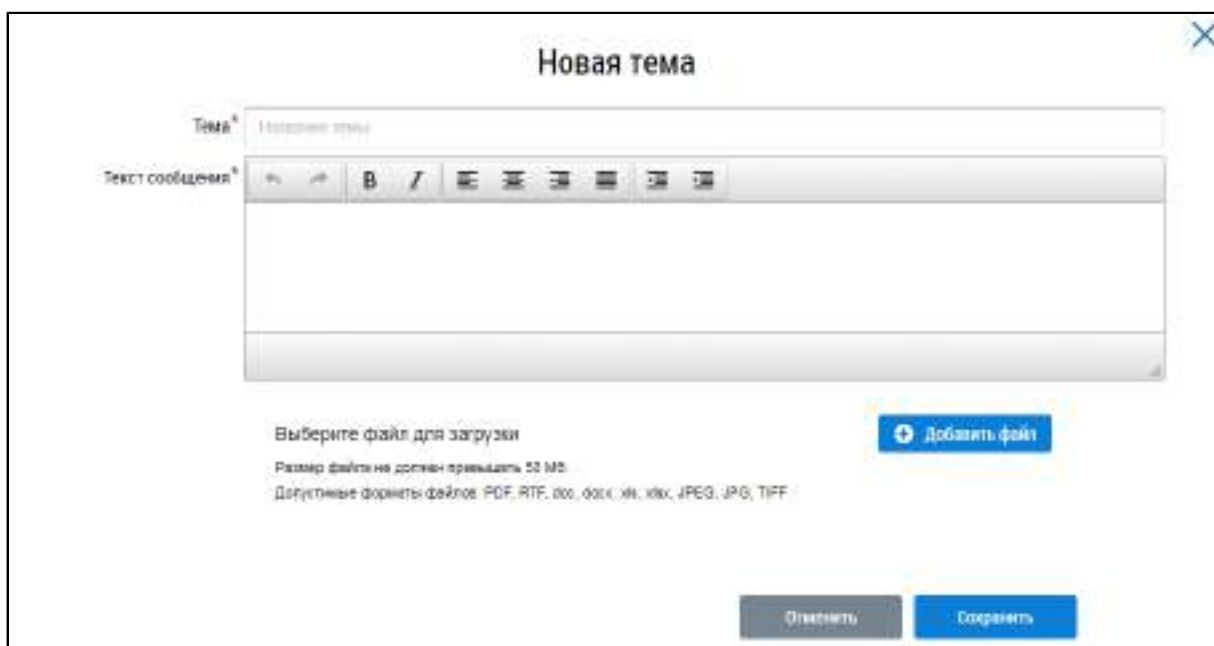 Новая тема
Тема*
Название темы
Текст сообщения*
B I
Выберите файл для загрузки
Добавить файл
Размер файла не должен превышать 50 МБ
Допустимые форматы файлов: PDF, RTF, doc, docx, xls, xlsx, JPEG, JPG, TIFF
Отменить
Сохранить